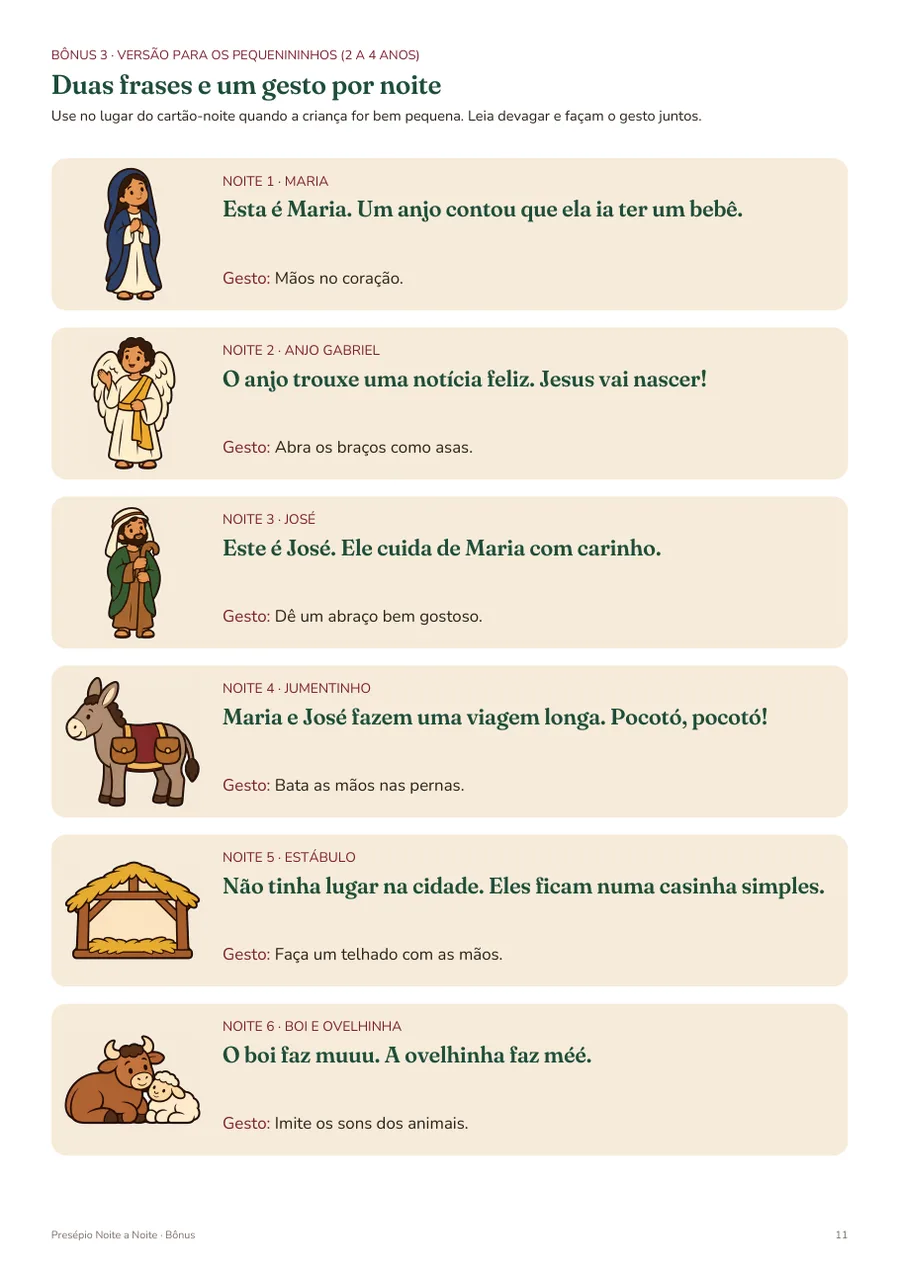 BÔNUS 3 · VERSÃO PARA OS PEQUENININHOS (2 A 4 ANOS)
Duas frases e um gesto por noite
Use no lugar do cartão-noite quando a criança for bem pequena. Leia devagar e façam o gesto juntos.
NOITE 1 · MARIA
Esta é Maria. Um anjo contou que ela ia ter um bebê.
Gesto: Mãos no coração.
NOITE 2 · ANJO GABRIEL
O anjo trouxe uma notícia feliz. Jesus vai nascer!
Gesto: Abra os braços como asas.
NOITE 3 · JOSÉ
Este é José. Ele cuida de Maria com carinho.
Gesto: Dê um abraço bem gostoso.
NOITE 4 · JUMENTINHO
Maria e José fazem uma viagem longa. Pocotó, pocotó!
Gesto: Bata as mãos nas pernas.
NOITE 5 · ESTÁBULO
Não tinha lugar na cidade. Eles ficam numa casinha simples.
Gesto: Faça um telhado com as mãos.
NOITE 6 · BOI E OVELHINHA
O boi faz muuu. A ovelhinha faz méé.
Gesto: Imite os sons dos animais.
Presépio Noite a Noite · Bônus
11